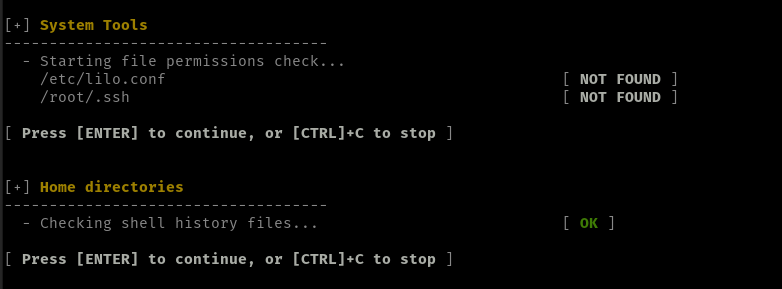 [+] System Tools
------------------------------------
  - Starting file permissions check...
    /etc/lilo.conf                                            [ NOT FOUND ]
    /root/.ssh                                                [ NOT FOUND ]
[ Press [ENTER] to continue, or [CTRL]+C to stop ]
[+] Home directories
------------------------------------
  - Checking shell history files...                           [ OK ]
[ Press [ENTER] to continue, or [CTRL]+C to stop ]